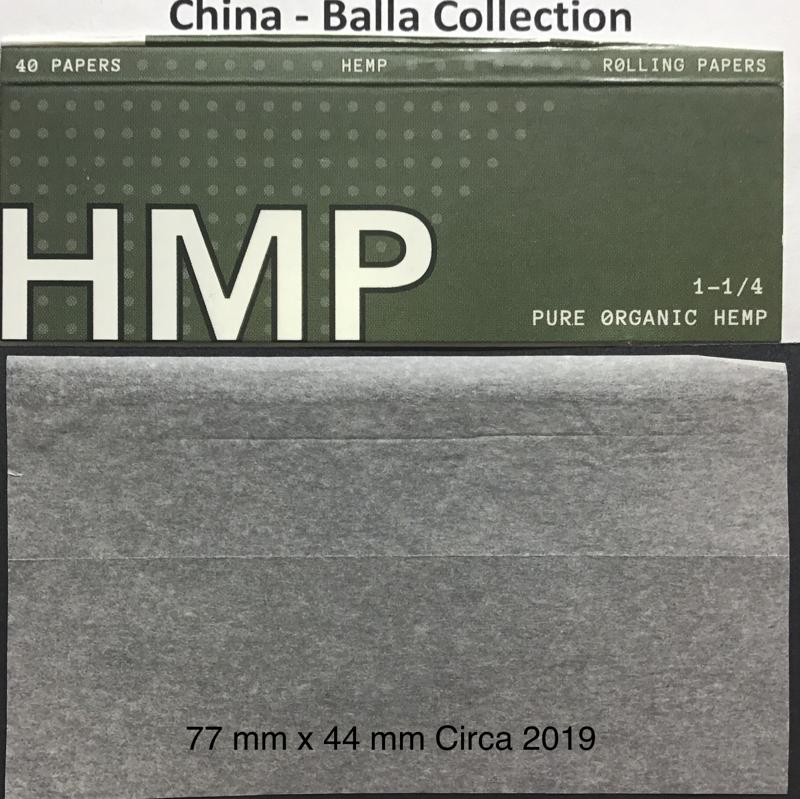 China - Balla Collection
40 PAPERS HEMP RØLLING PAPERS
HMP
1-1/4
PURE ØRGANIC HEMP
77 mm x 44 mm Circa 2019